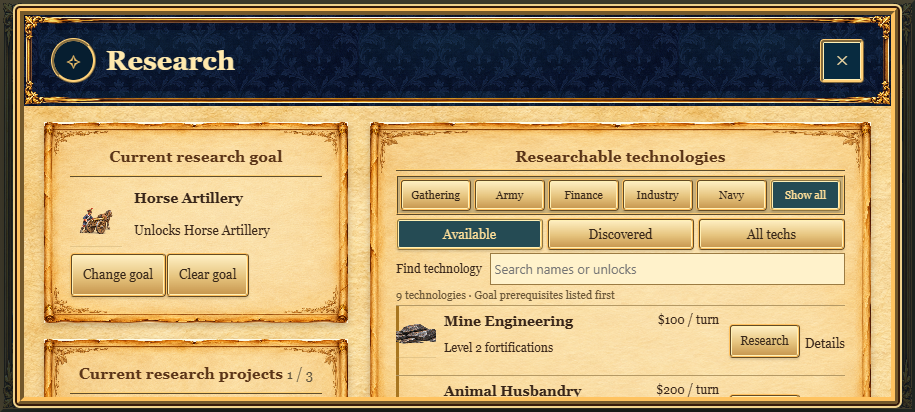 Research
×
Current research goal
Horse Artillery
Unlocks Horse Artillery
Change goal
Clear goal
Current research projects 1 / 3
Researchable technologies
Gathering
Army
Finance
Industry
Navy
Show all
Available
Discovered
All techs
Find technology
Search names or unlocks
9 technologies · Goal prerequisites listed first
Mine Engineering
$100 / turn
Level 2 fortifications
Research
Details
Animal Husbandry
$200 / turn